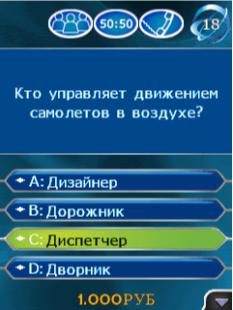 50:50
18
Кто управляет движением
самолетов в воздухе?
A: Дизайнер
B: Дорожник
C: Диспетчер
D: Дворник
1.000РУБ